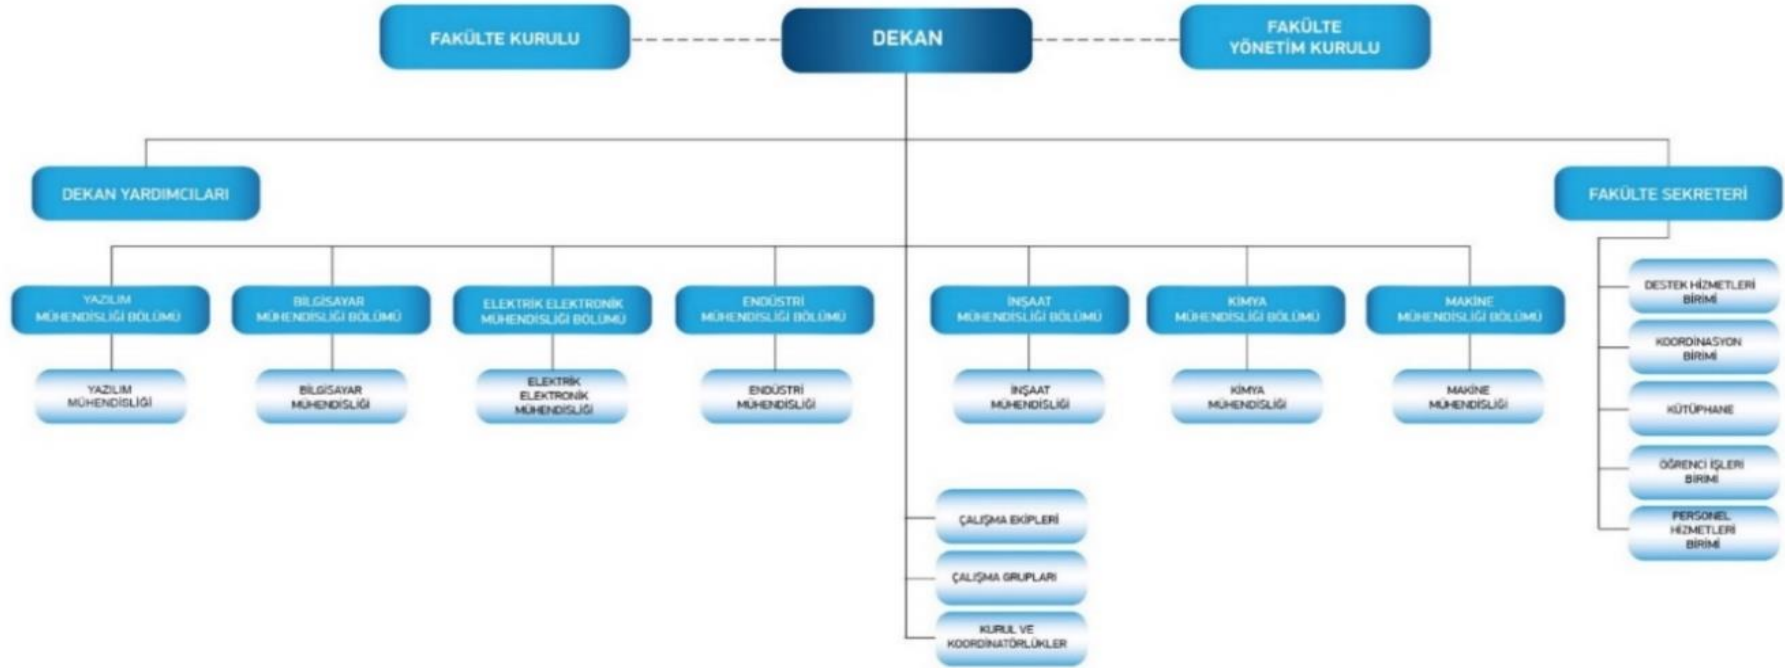 FAKÜLTE KURULU
DEKAN
FAKÜLTE
YÖNETİM KURULU
DEKAN YARDIMCILARI
FAKÜLTE SEKRETERİ
YAZILIM
MÜHENDİSLİĞİ BÖLÜMÜ
BİLGİSAYAR
MÜHENDİSLİĞİ BÖLÜMÜ
ELEKTRİK ELEKTRONİK
MÜHENDİSLİĞİ BÖLÜMÜ
ENDÜSTRİ
MÜHENDİSLİĞİ BÖLÜMÜ
İNŞAAT
MÜHENDİSLİĞİ BÖLÜMÜ
KİMYA
MÜHENDİSLİĞİ BÖLÜMÜ
MAKİNE
MÜHENDİSLİĞİ BÖLÜMÜ
YAZILIM
MÜHENDİSLİĞİ
BİLGİSAYAR
MÜHENDİSLİĞİ
ELEKTRİK
ELEKTRONİK
MÜHENDİSLİĞİ
ENDÜSTRİ
MÜHENDİSLİĞİ
İNŞAAT
MÜHENDİSLİĞİ
KİMYA
MÜHENDİSLİĞİ
MAKİNE
MÜHENDİSLİĞİ
DESTEK HİZMETLERİ
BİRİMİ
KOORDİNASYON
BİRİMİ
KÜTÜPHANE
ÖĞRENCİ İŞLERİ
BİRİMİ
PERSONEL
HİZMETLERİ
BİRİMİ
ÇALIŞMA EKİPLERİ
ÇALIŞMA GRUPLARI
KURUL VE
KOORDİNATÖRLÜKLER